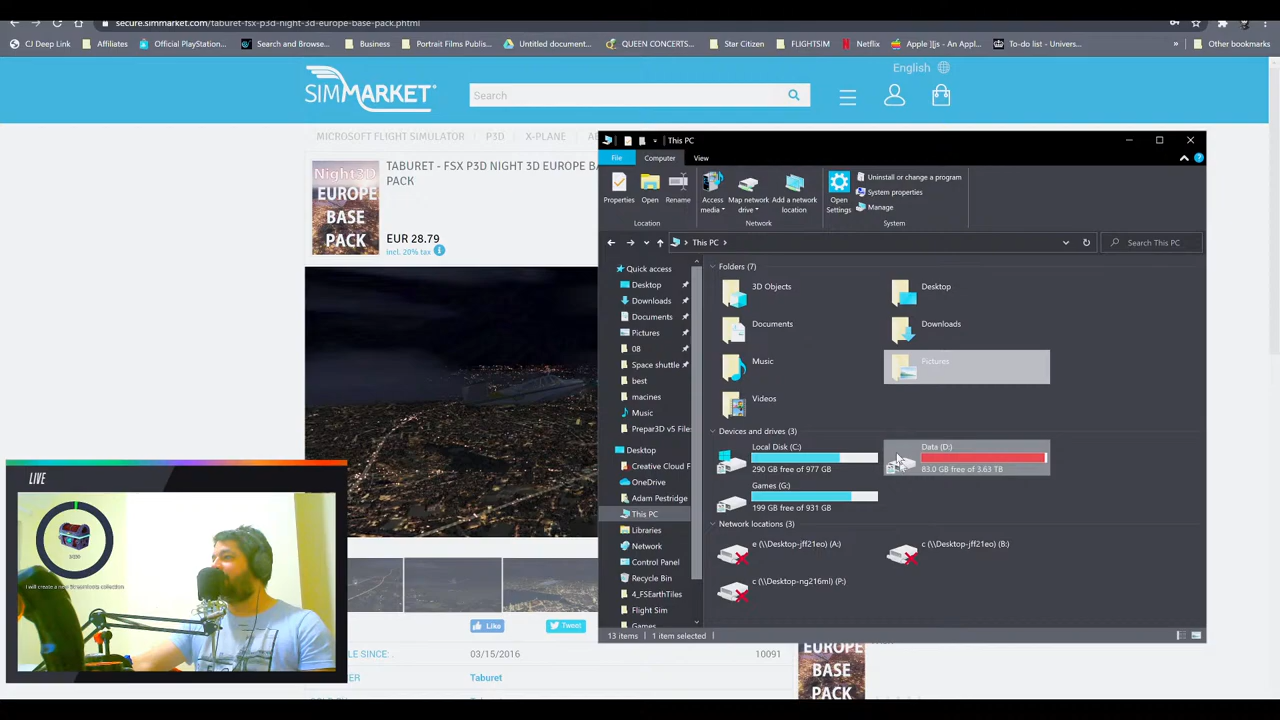 secure.simmarket.com/taburet-fsx-p3d-night-3d-europe-base-pack.phtml
CJ Deep Link
Affiliates
Official PlayStation...
Search and Browse...
Business
Portrait Films Publis...
Untitled document...
QUEEN CONCERTS...
Star Citizen
FLIGHTSIM
Netflix
Apple ][js - An Appl...
To-do list - Univers...
»
Other bookmarks
English
SIMMARKET
Search
MICROSOFT FLIGHT SIMULATOR
P3D
X-PLANE
TABURET - FSX P3D NIGHT 3D EUROPE BA
PACK
Night3D
EUROPE
BASE
PACK
EUR 28.79
incl. 20% tax
This PC
File
Computer
View
Properties
Open
Rename
Access media
Map network drive
Add a network location
Open Settings
Uninstall or change a program
System properties
Manage
Location
Network
System
This PC
Search This PC
Quick access
Desktop
Downloads
Documents
Pictures
08
Space shuttle
best
macines
Music
Prepar3D v5 Files
Desktop
Creative Cloud F
OneDrive
Adam Pestridge
This PC
Libraries
Network
Control Panel
Recycle Bin
4_FSEarthTiles
Flight Sim
Games
Folders (7)
3D Objects
Desktop
Documents
Downloads
Music
Pictures
Videos
Devices and drives (3)
Local Disk (C:)
290 GB free of 977 GB
Data (D:)
83.0 GB free of 3.63 TB
Games (G:)
199 GB free of 931 GB
Network locations (3)
e (\\Desktop-jff21eo) (A:)
c (\\Desktop-jff21eo) (B:)
c (\\Desktop-ng216ml) (P:)
13 items
1 item selected
LIVE
I will create a new Streamloots collection
Like
Tweet
03/15/2016
10091
Taburet
EUROPE
BASE
PACK